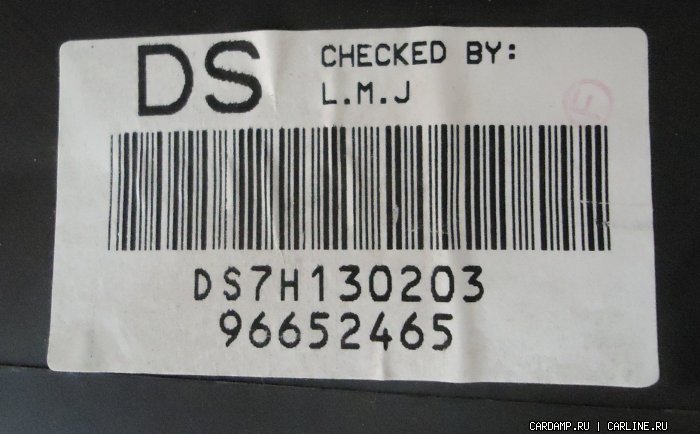 DS
CHECKED BY:
L.M.J
DS7H130203
96652465
CARDAMP.RU | CARLINE.RU